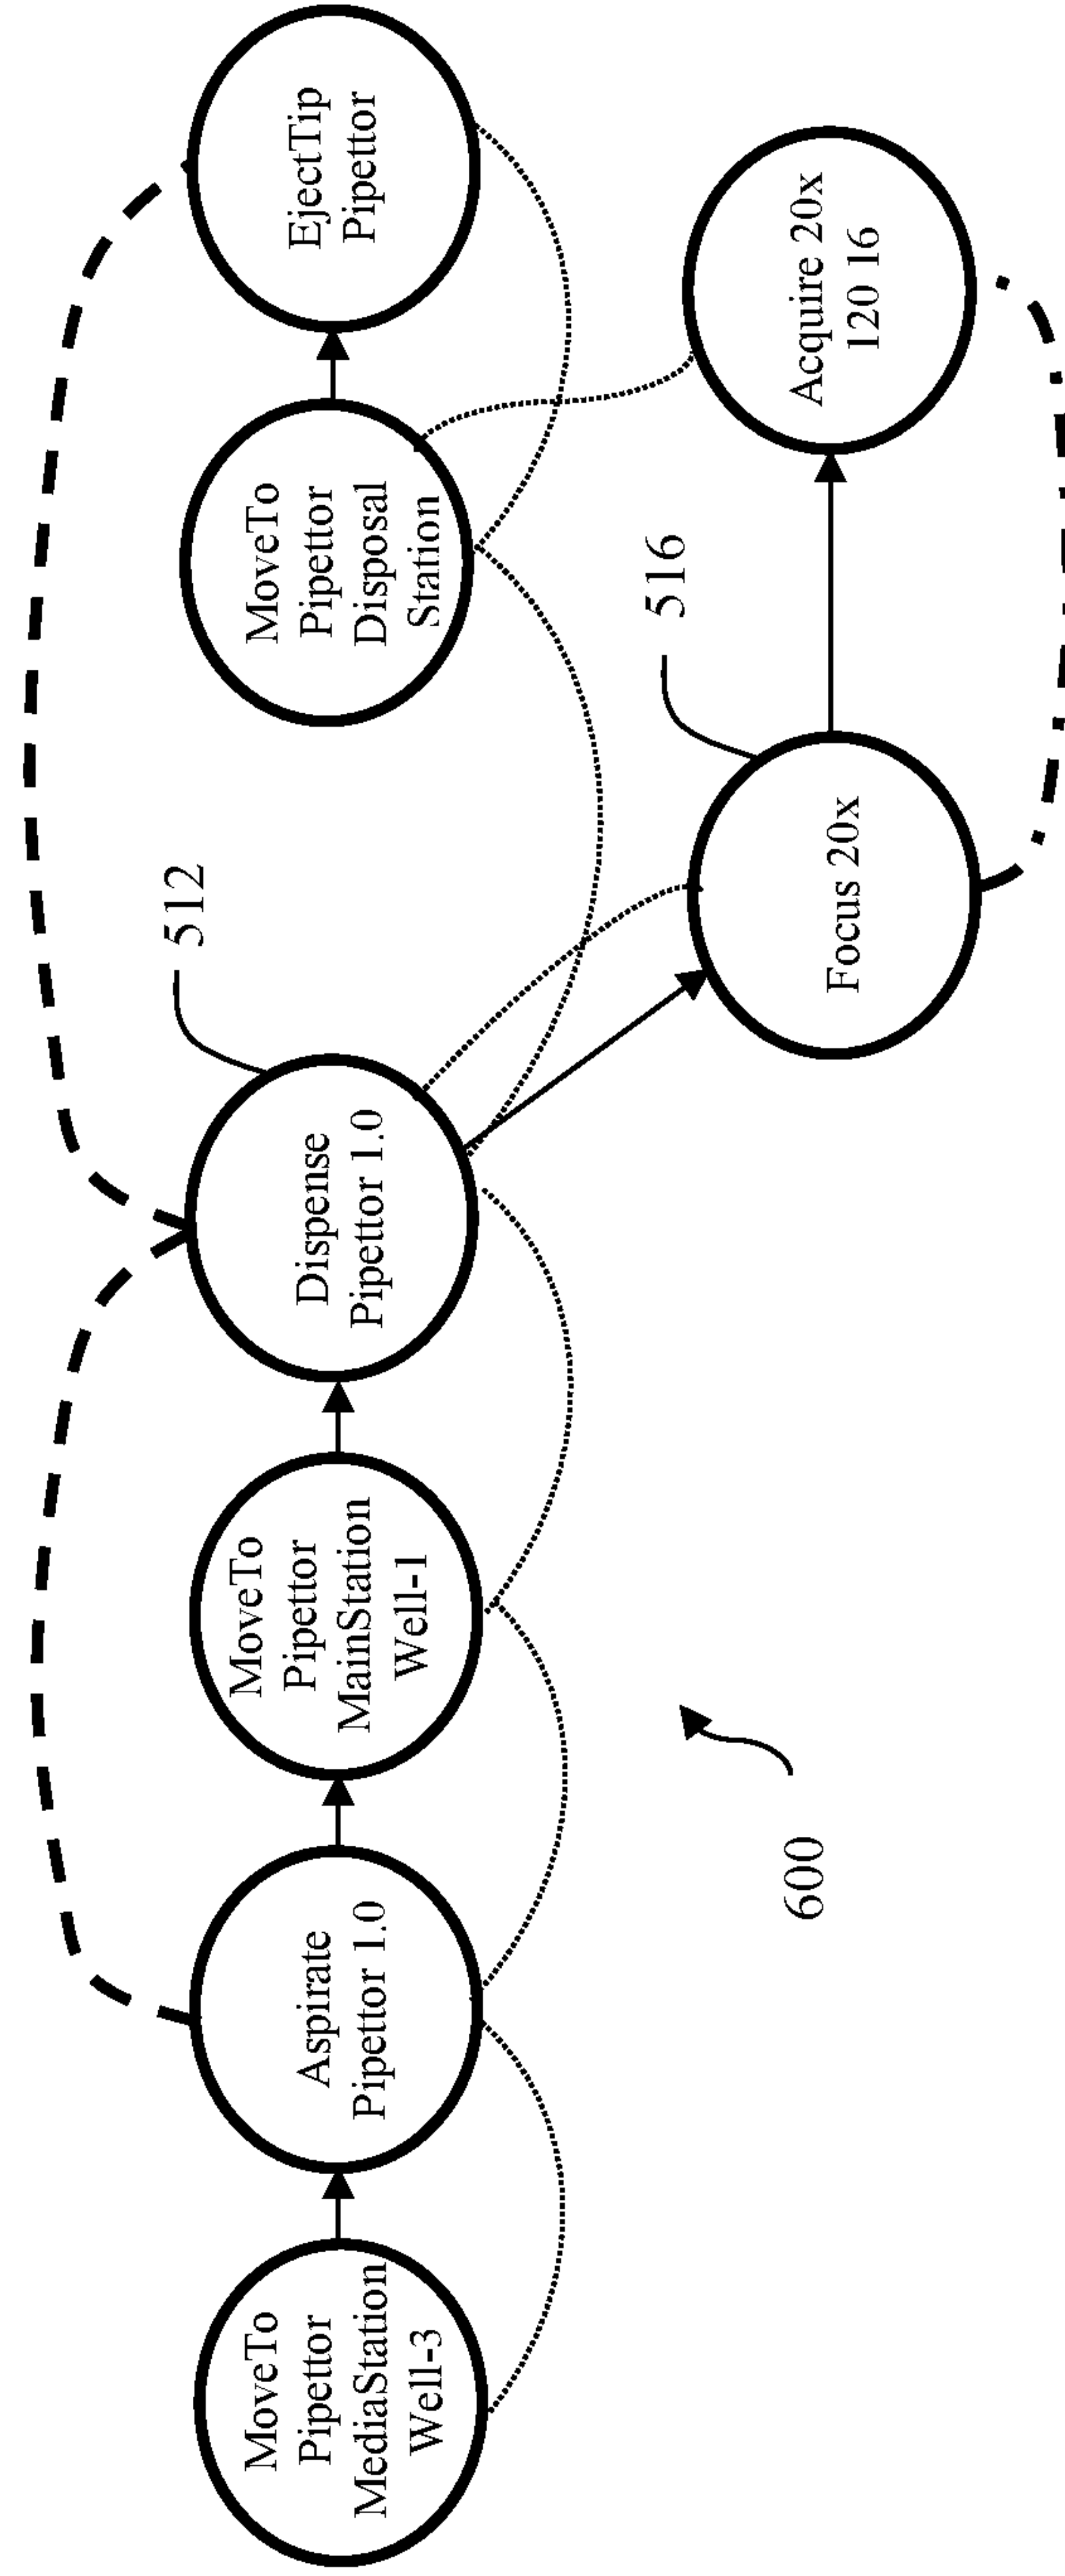 MoveTo
Pipettor
MediaStation
Well-3
Aspirate
Pipettor 1.0
MoveTo
Pipettor
MainStation
Well-1
Dispense
Pipettor 1.0
512
MoveTo
Pipettor
Disposal
Station
EjectTip
Pipettor
Focus 20x
516
Acquire 20x
120 16
600